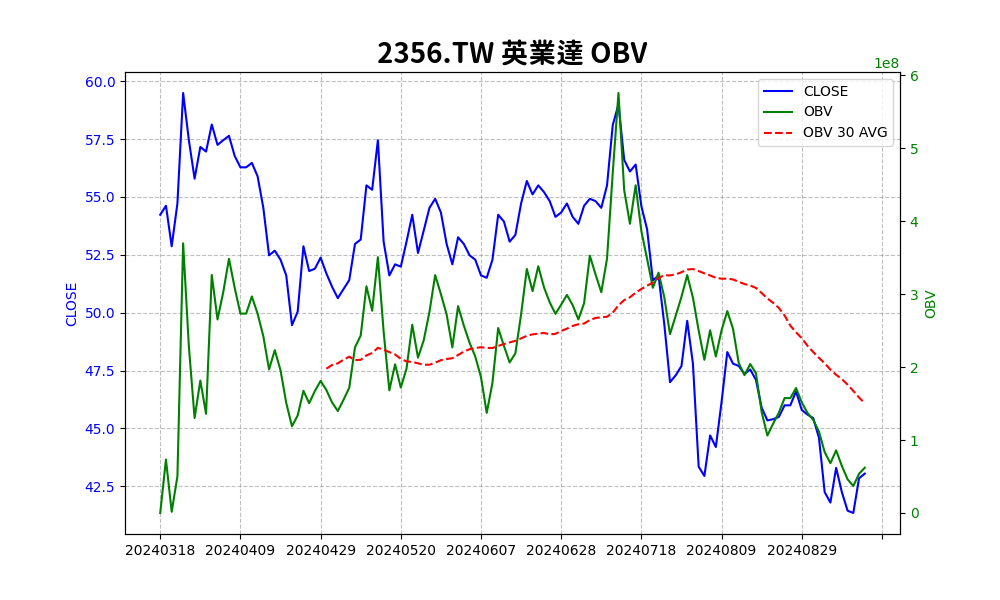 2356.TW 英業達 OBV
1e8
60.0
57.5
55.0
52.5
50.0
47.5
45.0
42.5
CLOSE
CLOSE
OBV
OBV 30 AVG
6
5
4
3
2
1
0
OBV
20240318 20240409 20240429 20240520 20240607 20240628 20240718 20240809 20240829